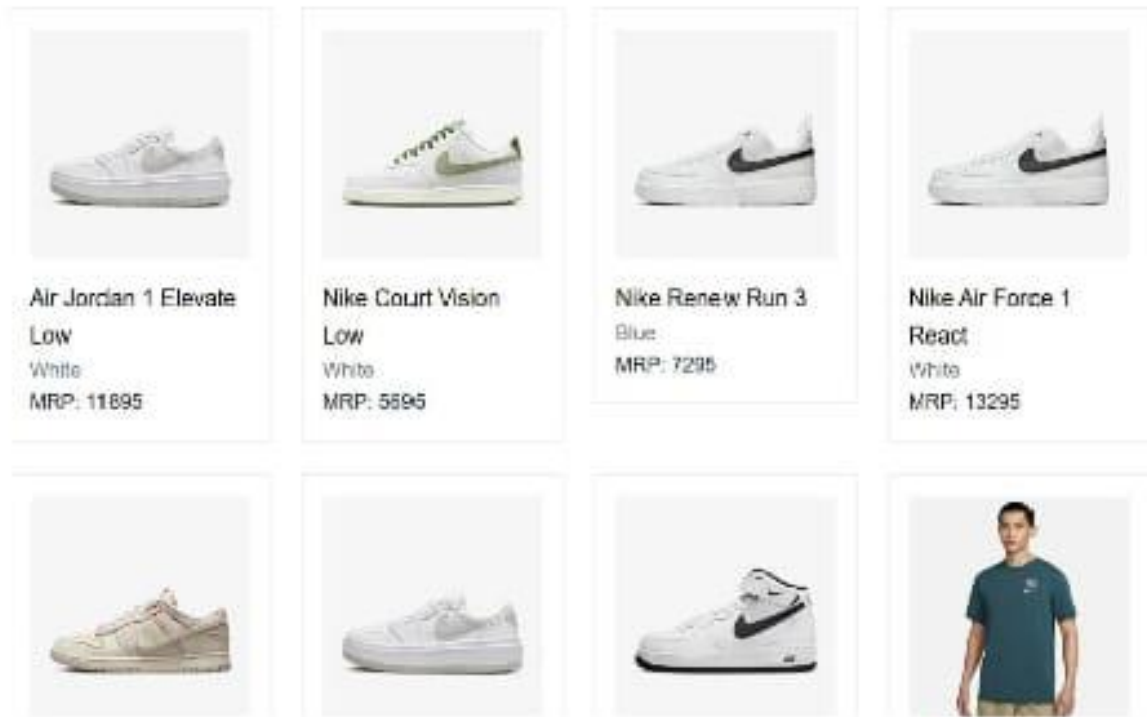 Air Jordan 1 Elevate
Low
White
MRP: 11895
Nike Court Vision
Low
White
MRP: 5695
Nike Renew Run 3
Blue
MRP: 7295
Nike Air Force 1
React
White
MRP: 13295